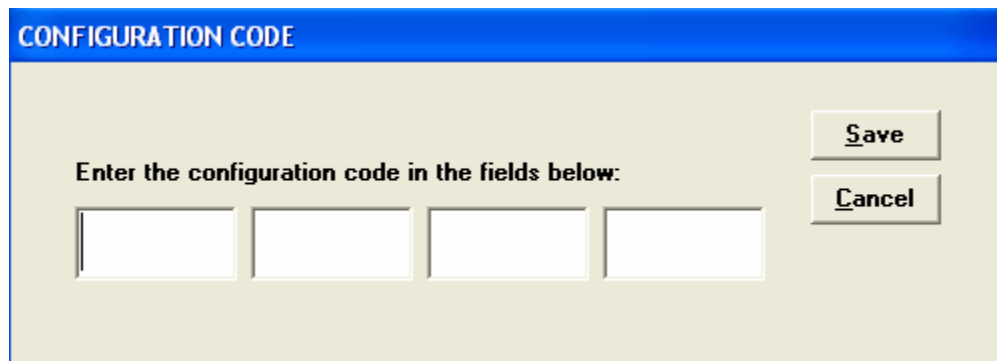 CONFIGURATION CODE
Save
Enter the configuration code in the fields below:
Cancel